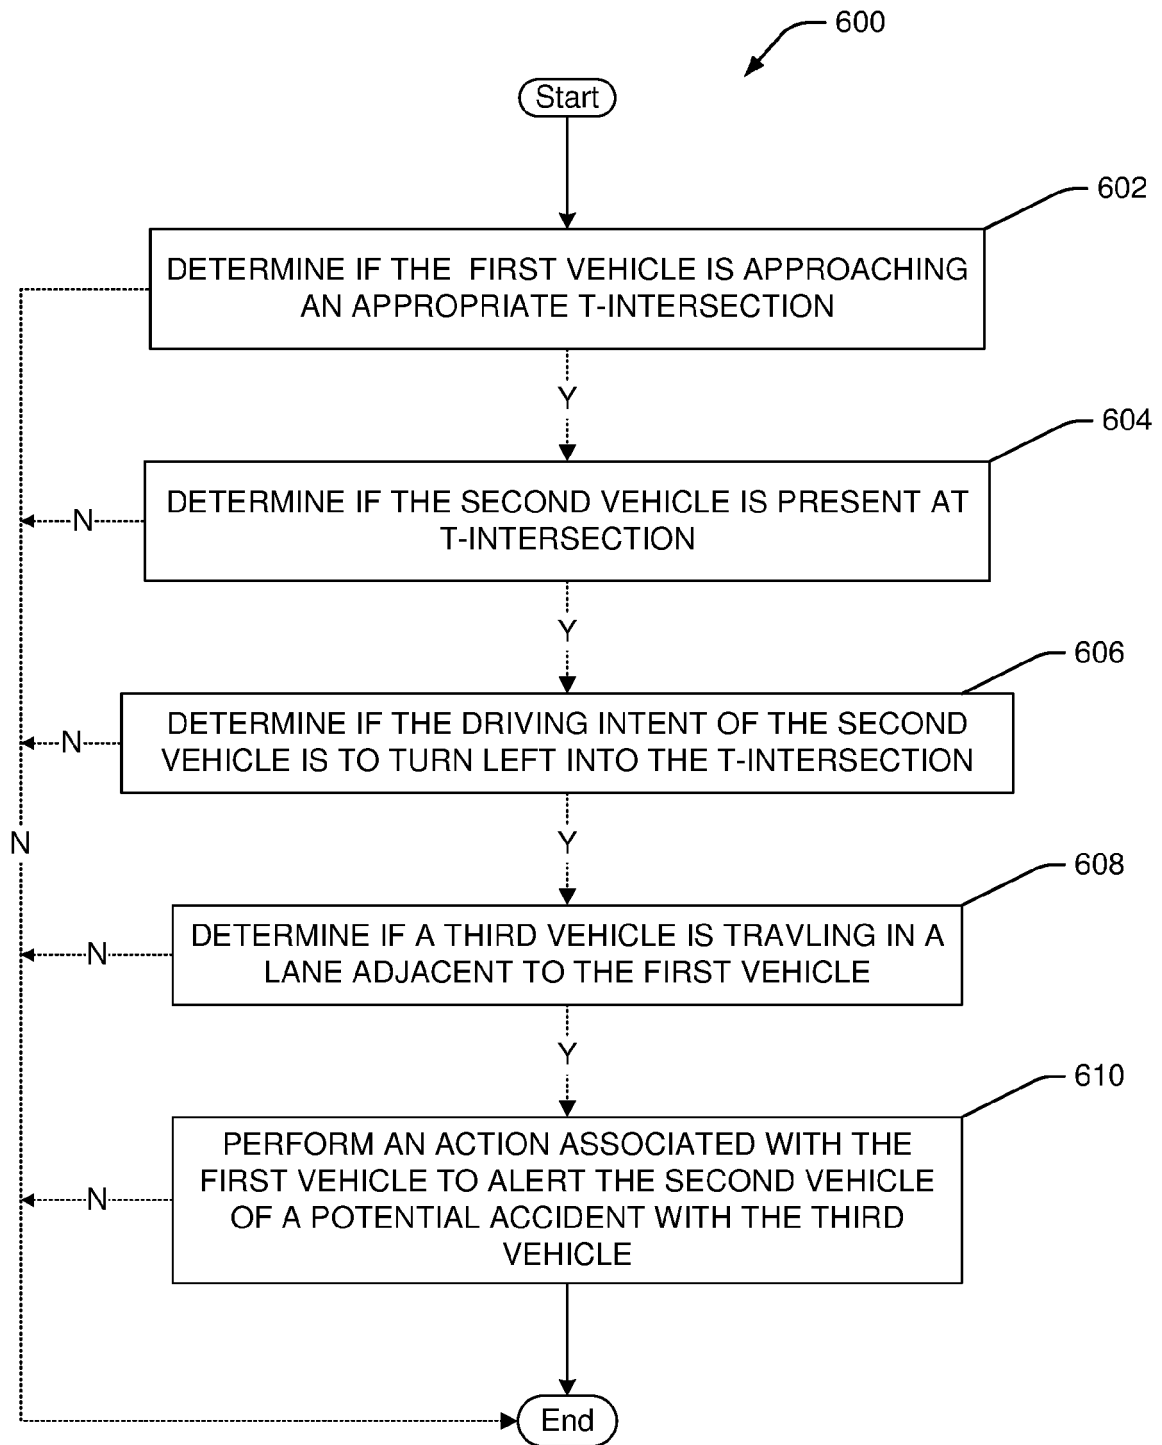 600
Start
602
DETERMINE IF THE FIRST VEHICLE IS APPROACHING
AN APPROPRIATE T-INTERSECTION
Y
604
DETERMINE IF THE SECOND VEHICLE IS PRESENT AT
T-INTERSECTION
N
Y
606
DETERMINE IF THE DRIVING INTENT OF THE SECOND
VEHICLE IS TO TURN LEFT INTO THE T-INTERSECTION
N
Y
N
608
DETERMINE IF A THIRD VEHICLE IS TRAVLING IN A
LANE ADJACENT TO THE FIRST VEHICLE
N
Y
610
PERFORM AN ACTION ASSOCIATED WITH THE
FIRST VEHICLE TO ALERT THE SECOND VEHICLE
OF A POTENTIAL ACCIDENT WITH THE THIRD
VEHICLE
N
End